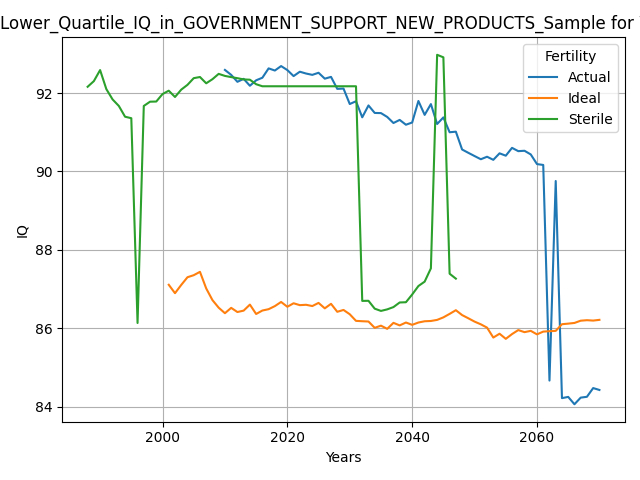 Lower_Quartile_IQ_in_GOVERNMENT_SUPPORT_NEW_PRODUCTS_Sample for
Fertility
Actual
Ideal
Sterile
IQ
92
90
88
86
84
2000
2020
2040
2060
Years